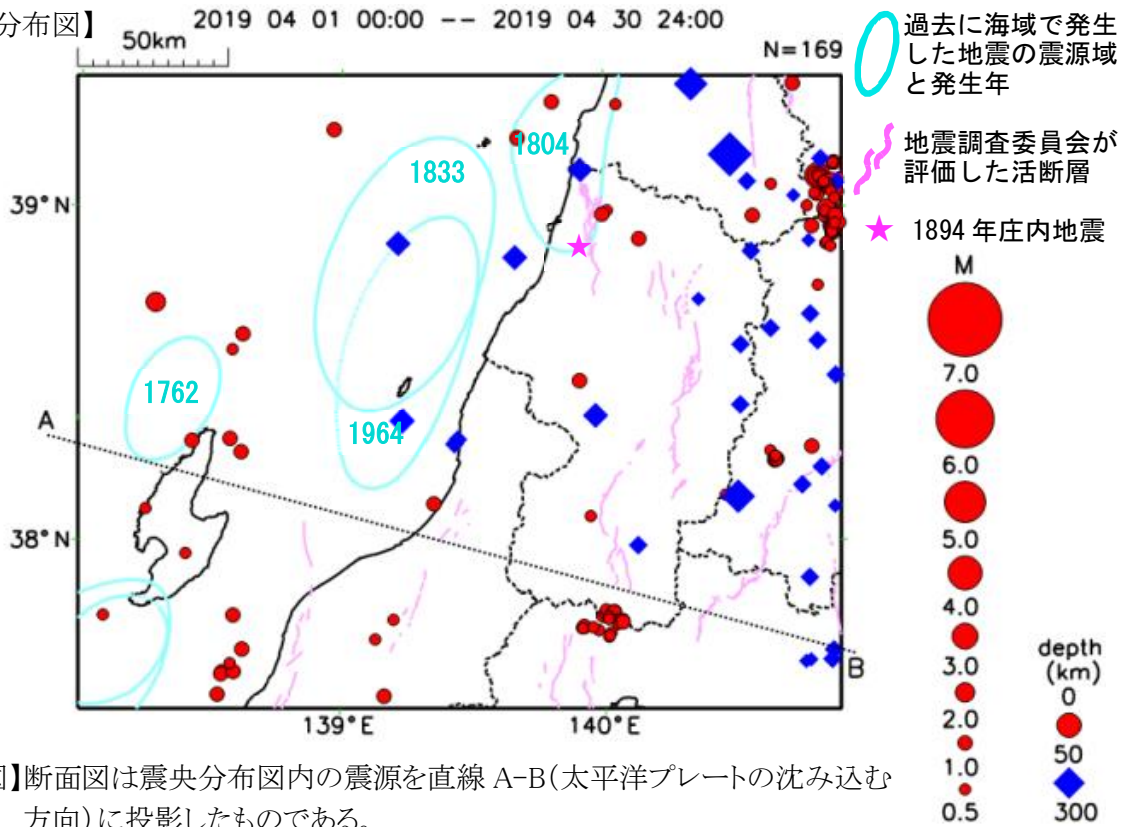 分布図】 2019 04 01 00:00 -- 2019 04 30 24:00
50km
N=169
過去に海域で発生
した地震の震源域
と発生年
地震調査委員会が
評価した活断層
1894 年庄内地震
1804
1833
39°N
1762
A
1964
38°N
B
139°E
140°E
M
7.0
6.0
5.0
4.0
3.0
2.0
1.0
0.5
depth
(km)
0
50
300
図】断面図は震央分布図内の震源を直線 A-B(太平洋プレートの沈み込む
方向)に投影したものである。